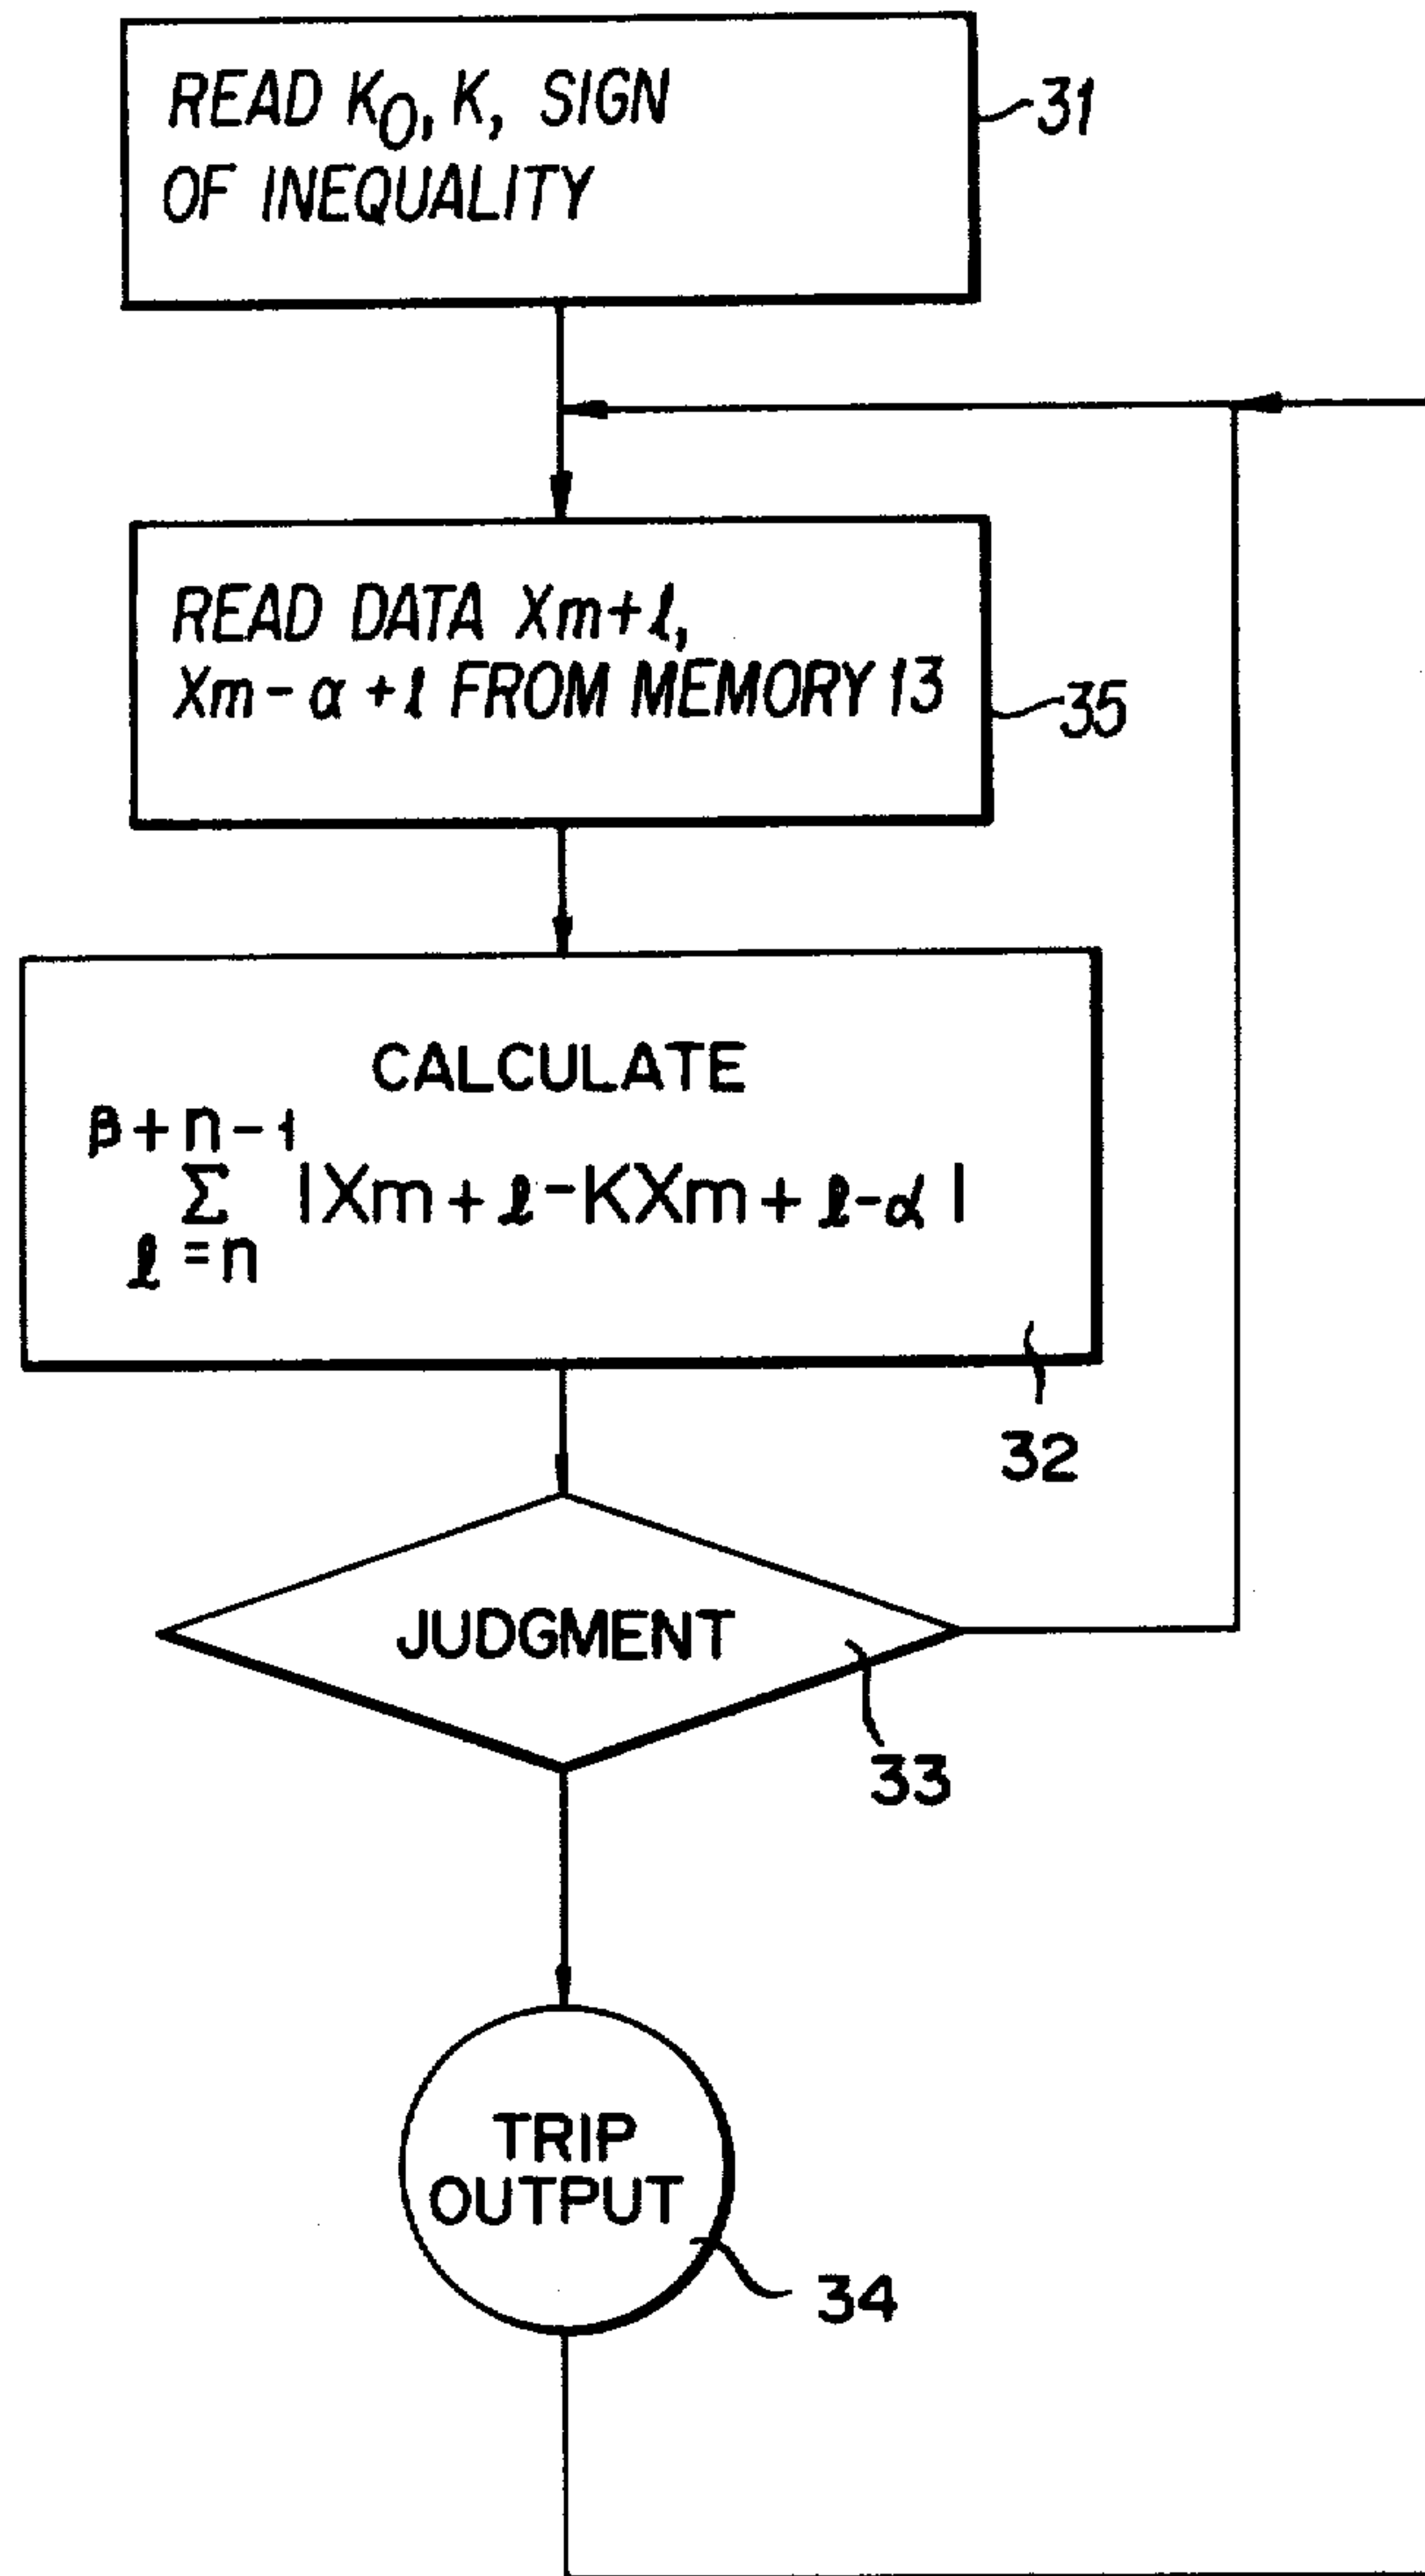 READ K₀, K, SIGN
OF INEQUALITY
31
READ DATA Xm+ℓ,
Xm-α+ℓ FROM MEMORY 13
35
CALCULATE
β+n-1
Σ |Xm+ℓ-KXm+ℓ-α|
ℓ=n
32
JUDGMENT
33
TRIP
OUTPUT
34